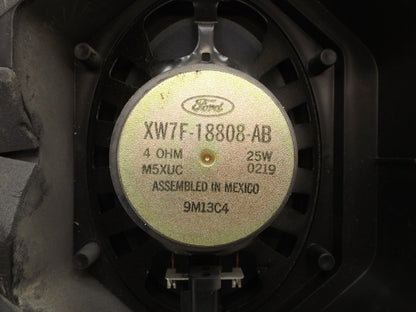 Ford
XW7F-18808-AB
4 OHM 25W
M5XUC 0219
ASSEMBLED IN MEXICO
9M13C4